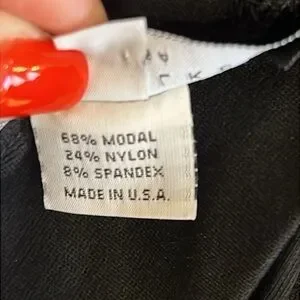 68% MODAL
24% NYLON
8% SPANDEX
MADE IN U.S.A.